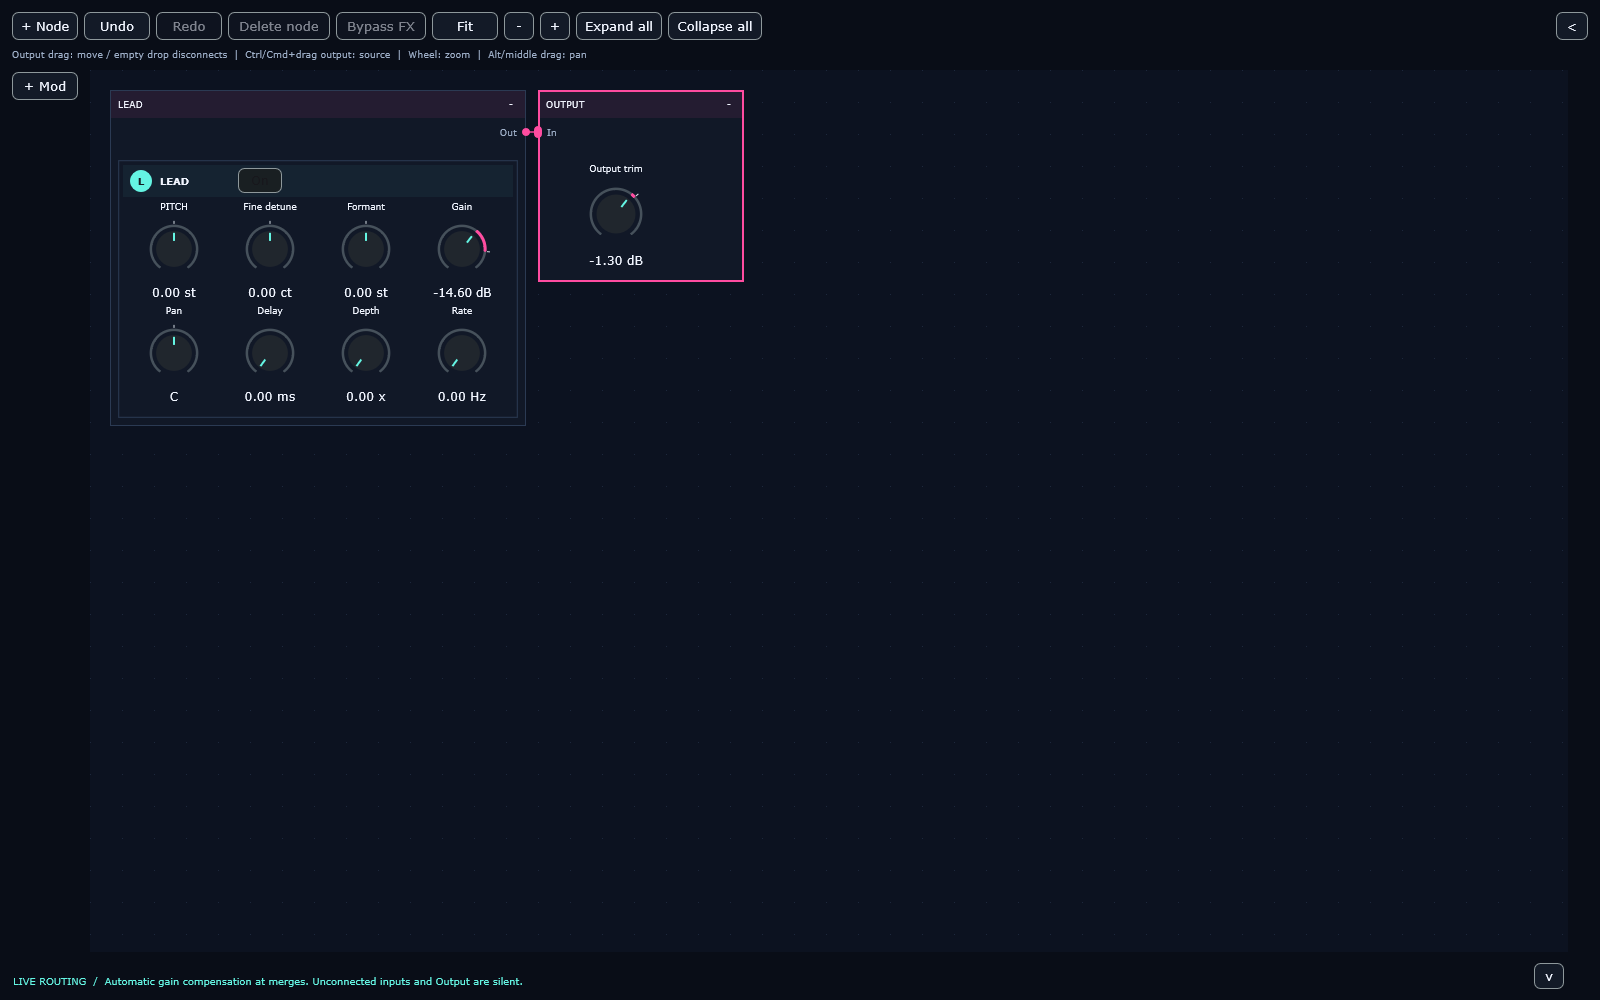 + Node Undo Redo Delete node Bypass FX Fit - + Expand all Collapse all <
Output drag: move / empty drop disconnects | Ctrl/Cmd+drag output: source | Wheel: zoom | Alt/middle drag: pan
+ Mod
LEAD -
Out
L LEAD
PITCH Fine detune Formant Gain
0.00 st 0.00 ct 0.00 st -14.60 dB
Pan Delay Depth Rate
C 0.00 ms 0.00 x 0.00 Hz
OUTPUT -
In
Output trim
-1.30 dB
LIVE ROUTING / Automatic gain compensation at merges. Unconnected inputs and Output are silent.
v